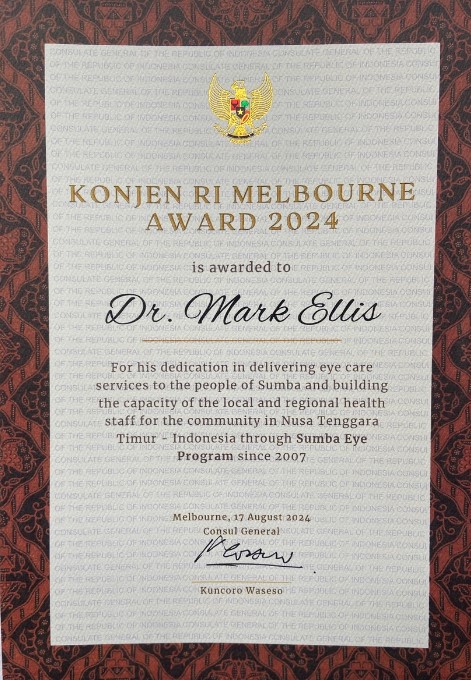 KONJEN RI MELBOURNE
AWARD 2024
is awarded to
Dr. Mark Ellis
For his dedication in delivering eye care
services to the people of Sumba and building
the capacity of the local and regional health
staff for the community in Nusa Tenggara
Timur - Indonesia through Sumba Eye
Program since 2007
Melbourne, 17 August 2024
Consul General
Kuncoro Waseso